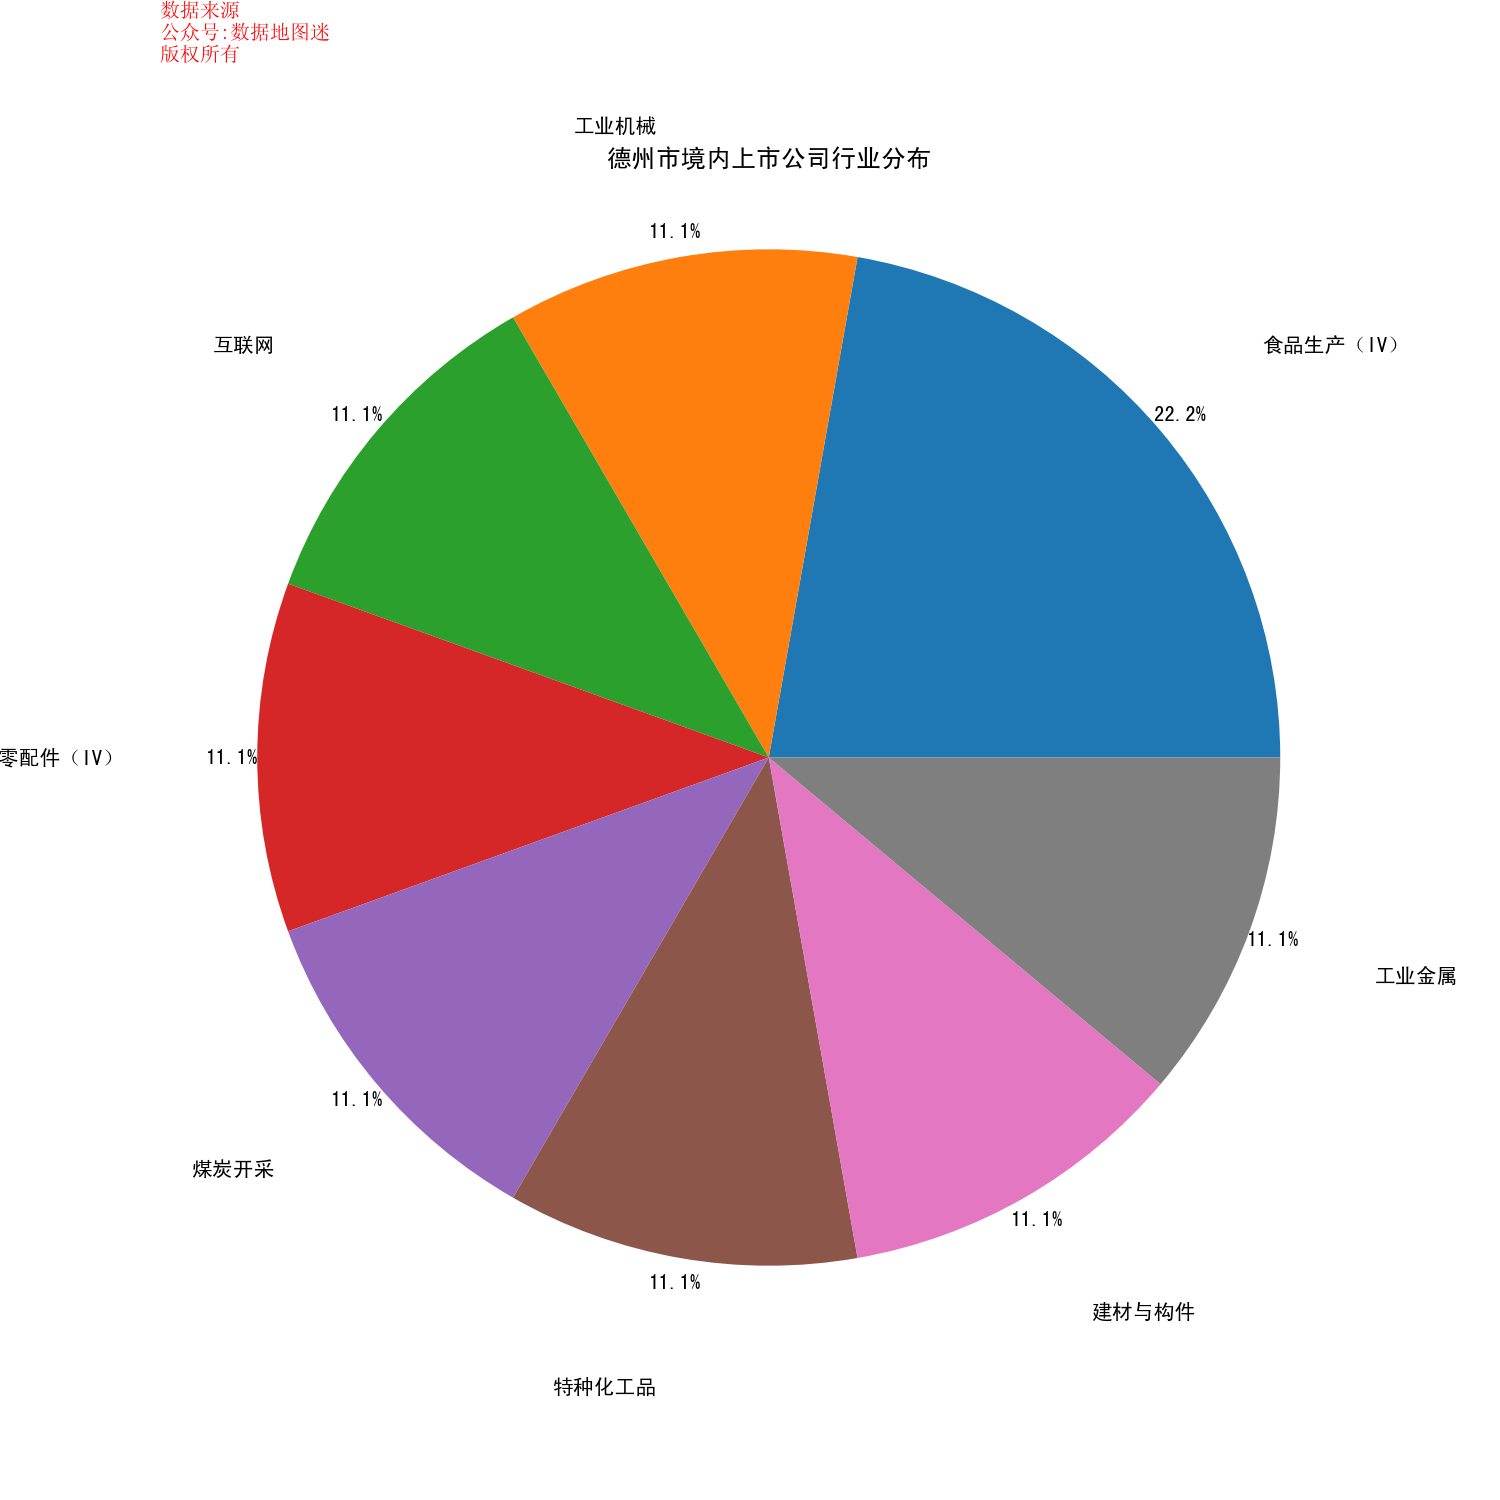 数据来源
公众号:数据地图迷
版权所有
工业机械
德州市境内上市公司行业分布
11.1%
互联网
食品生产（IV）
11.1%
22.2%
零配件（IV）
11.1%
11.1%
工业金属
11.1%
煤炭开采
11.1%
11.1%
建材与构件
特种化工品